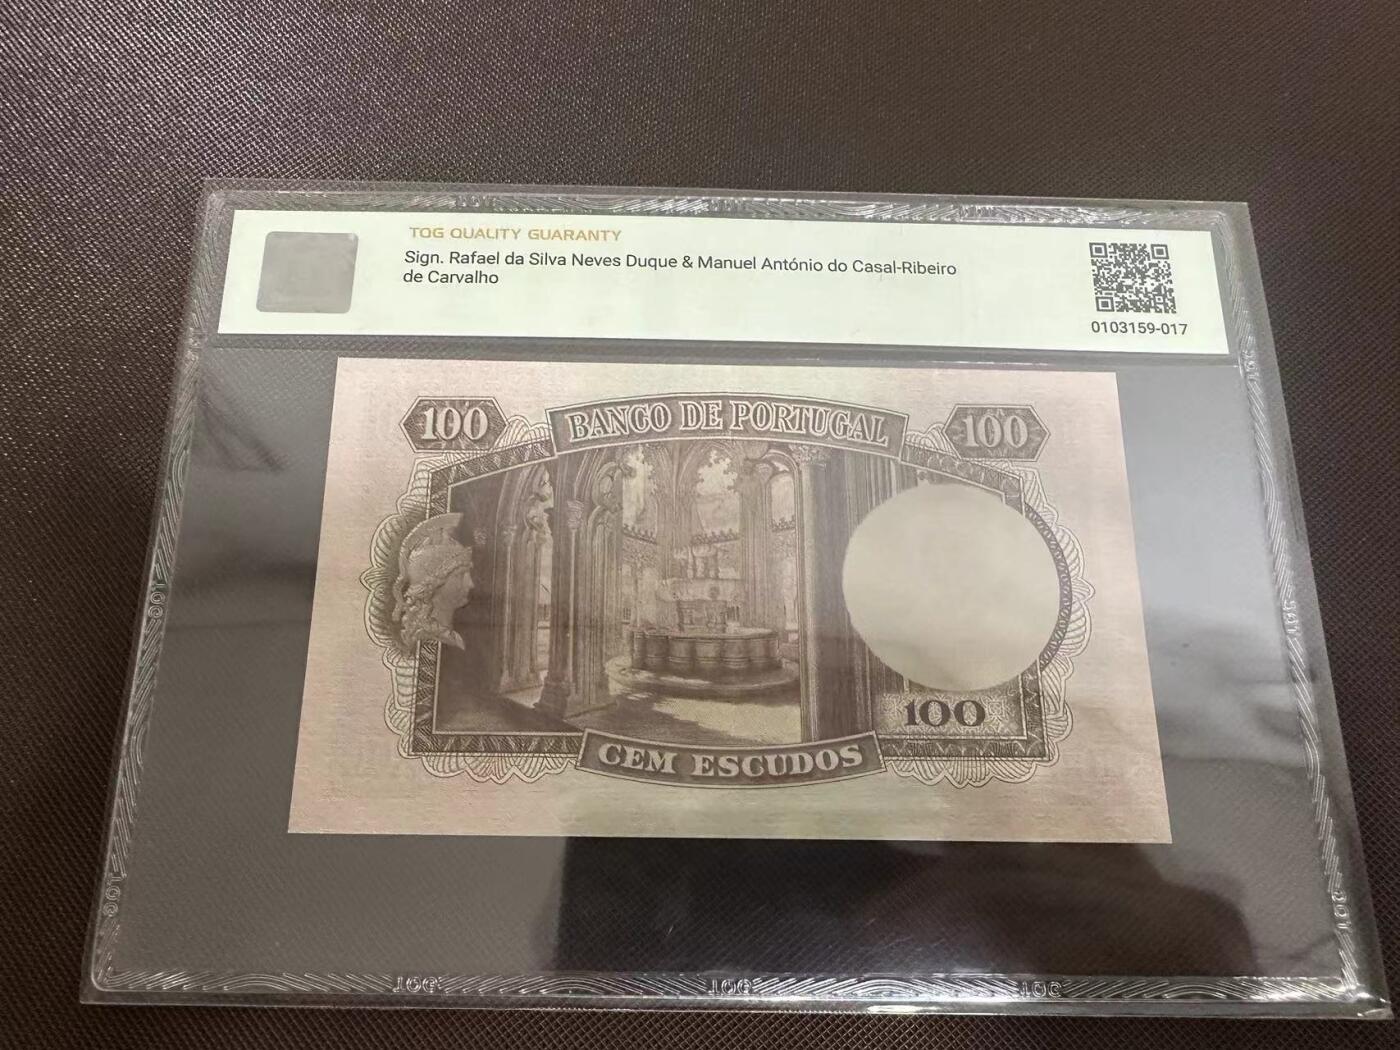 TQG QUALITY GUARANTY
Sign. Rafael da Silva Neves Duque & Manuel António do Casal-Ribeiro
de Carvalho
0103159-017
100
BANCO DE PORTUGAL
100
100
CEM ESCUDOS